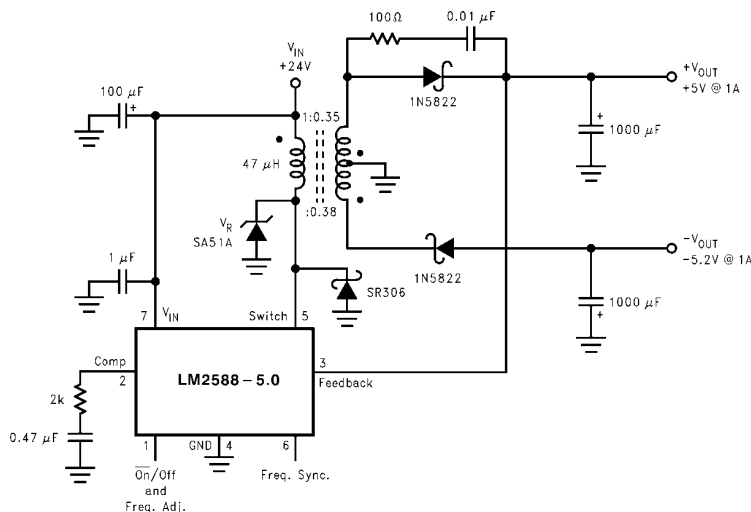 100Ω
0.01 µF
V_IN
+24V
+V_OUT
+5V @ 1A
1N5822
100 µF
+
1:0.35
+
1000 µF
47 µH
:0.38
V_R
SA51A
-V_OUT
-5.2V @ 1A
1N5822
1 µF
SR306
1000 µF
+
7
V_IN
Switch
5
Comp
2
LM2588-5.0
3
Feedback
2k
0.47 µF
1
GND
4
6
On/Off
and
Freq. Adj.
Freq. Sync.